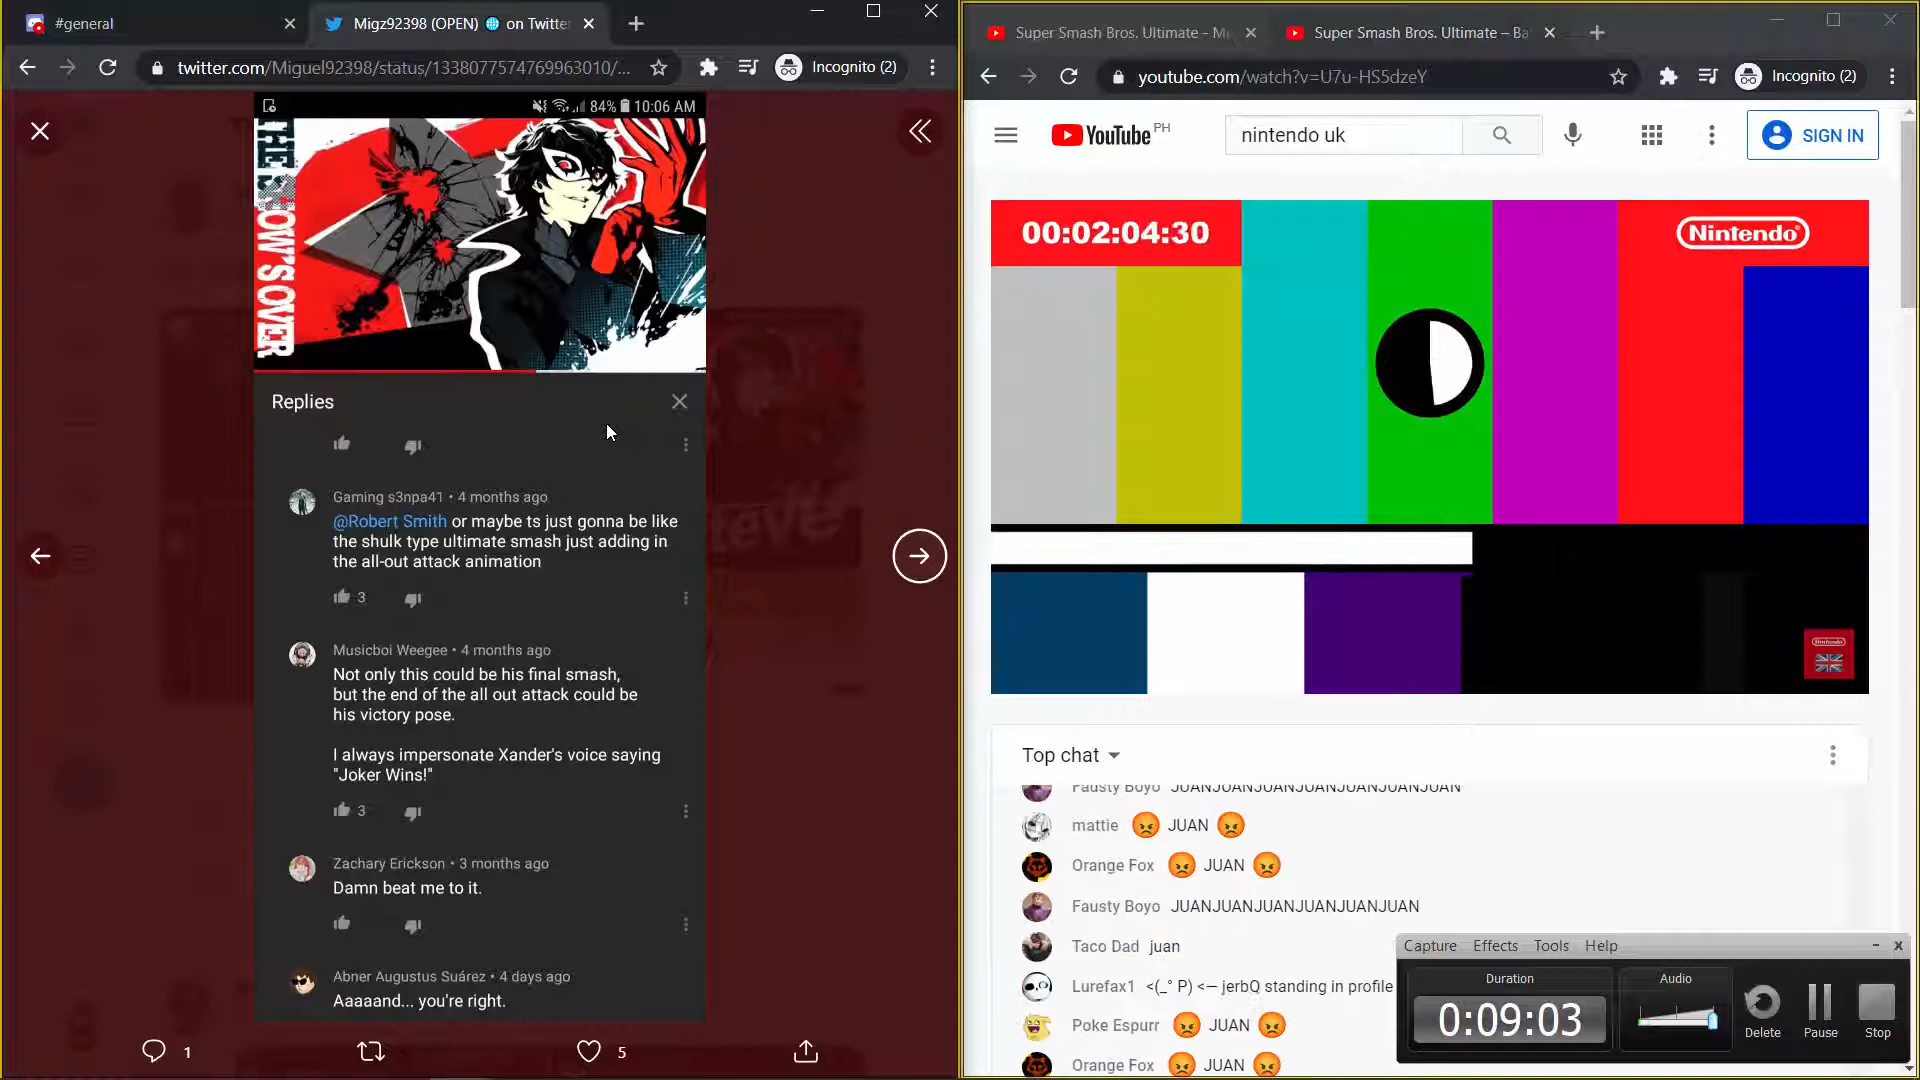 #general
Migz92398 (OPEN) 🌐 on Twitte
twitter.com/Miguel92398/status/1338077574769963010/...
Incognito (2)
84% 10:06 AM
THE SHOW'S OVER
Replies
Gaming s3npa41 • 4 months ago
@Robert Smith or maybe ts just gonna be like
the shulk type ultimate smash just adding in
the all-out attack animation
3
Musicboi Weegee • 4 months ago
Not only this could be his final smash,
but the end of the all out attack could be
his victory pose.
I always impersonate Xander's voice saying
"Joker Wins!"
3
Zachary Erickson • 3 months ago
Damn beat me to it.
Abner Augustus Suárez • 4 days ago
Aaaaand... you're right.
1
5
Super Smash Bros. Ultimate - M
Super Smash Bros. Ultimate – Ba
youtube.com/watch?v=U7u-HS5dzeY
Incognito (2)
YouTube PH
nintendo uk
SIGN IN
00:02:04:30
Nintendo
Nintendo
Top chat
Fausty Boyo JUANJUANJUANJUANJUANJUANJUAN
mattie 😡 JUAN 😡
Orange Fox 😡 JUAN 😡
Fausty Boyo JUANJUANJUANJUANJUANJUAN
Taco Dad juan
Lurefax1 <(_° P) <— jerbQ standing in profile
Poke Espurr 😡 JUAN 😡
Orange Fox 😡 JUAN 😡
Capture Effects Tools Help
Duration
Audio
0:09:03
Delete
Pause
Stop